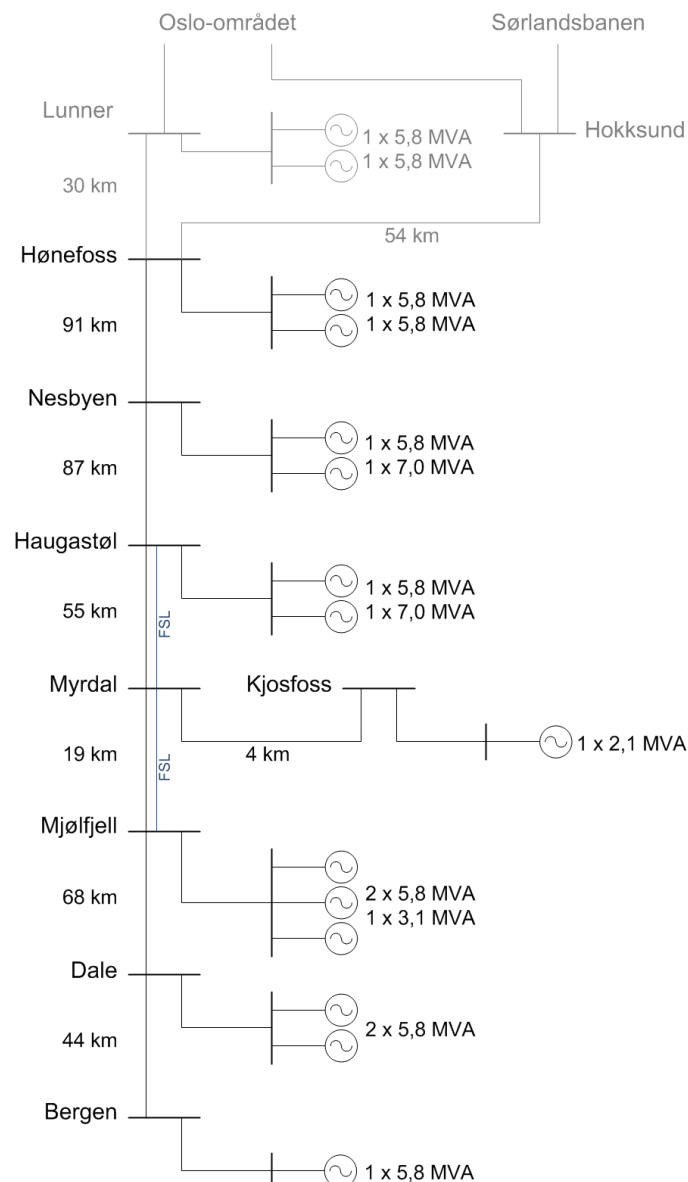 Oslo-området
Sørlandsbanen
Lunner
1 x 5,8 MVA
1 x 5,8 MVA
Hokksund
30 km
54 km
Hønefoss
1 x 5,8 MVA
1 x 5,8 MVA
91 km
Nesbyen
1 x 5,8 MVA
1 x 7,0 MVA
87 km
Haugastøl
1 x 5,8 MVA
1 x 7,0 MVA
55 km
FSL
Myrdal
Kjosfoss
1 x 2,1 MVA
19 km
4 km
FSL
Mjølfjell
2 x 5,8 MVA
1 x 3,1 MVA
68 km
Dale
2 x 5,8 MVA
44 km
Bergen
1 x 5,8 MVA